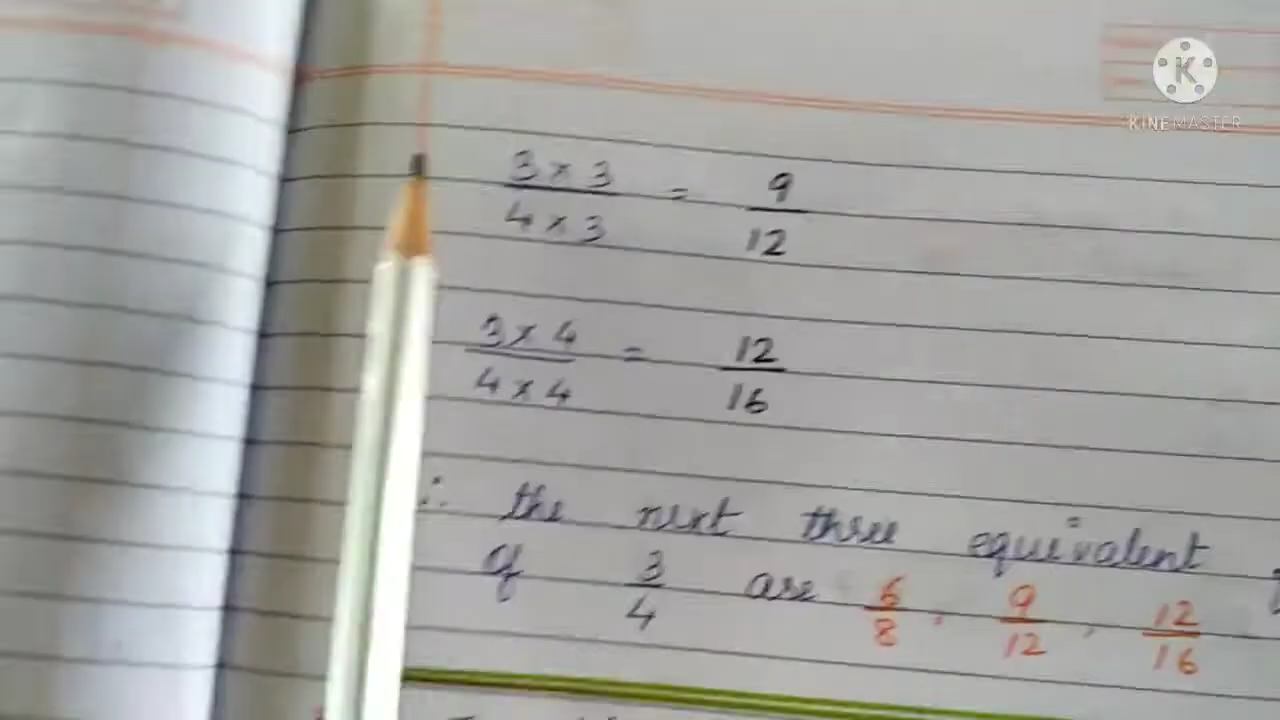 KINEMASTER
3 × 3 / 4 × 3 = 9 / 12
3 × 4 / 4 × 4 = 12 / 16
∴ the next three equivalent
of 3/4 are 6/8, 9/12, 12/16